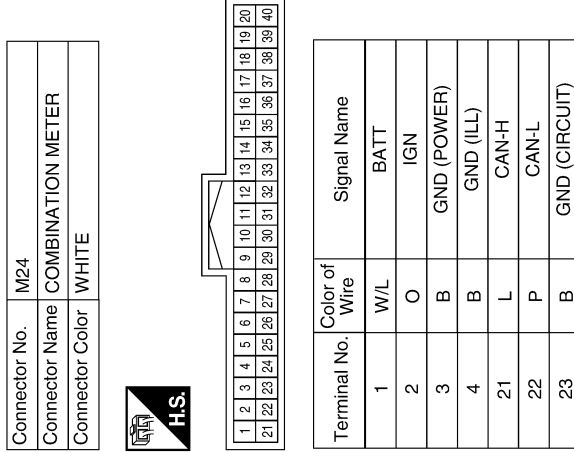 Connector No. M24
Connector Name COMBINATION METER
Connector Color WHITE
H.S.
1 2 3 4 5 6 7 8 9 10 11 12 13 14 15 16 17 18 19 20
21 22 23 24 25 26 27 28 29 30 31 32 33 34 35 36 37 38 39 40
Terminal No. Color of Wire Signal Name
1 W/L BATT
2 O IGN
3 B GND (POWER)
4 B GND (ILL)
21 L CAN-H
22 P CAN-L
23 B GND (CIRCUIT)